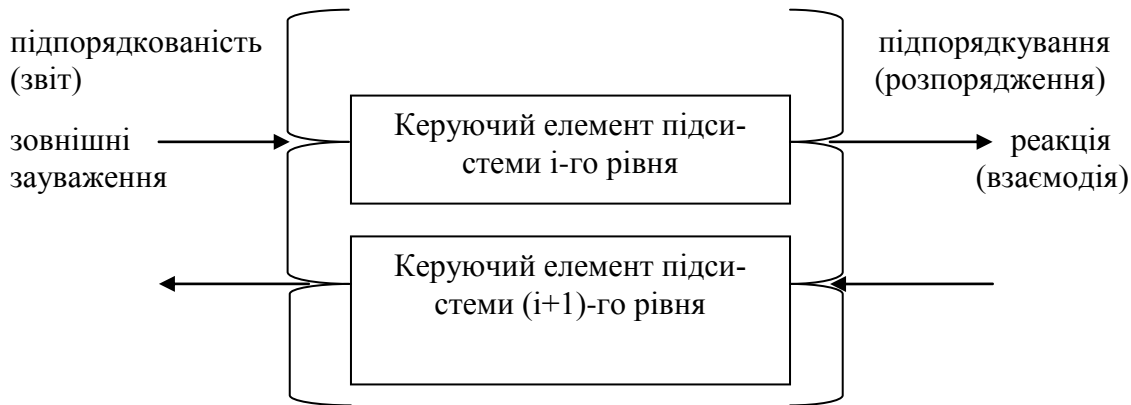 підпорядкованість
(звіт)
зовнішні
зауваження
Керуючий елемент підси-
стеми і-го рівня
Керуючий елемент підси-
стеми (і+1)-го рівня
підпорядкування
(розпорядження)
реакція
(взаємодія)